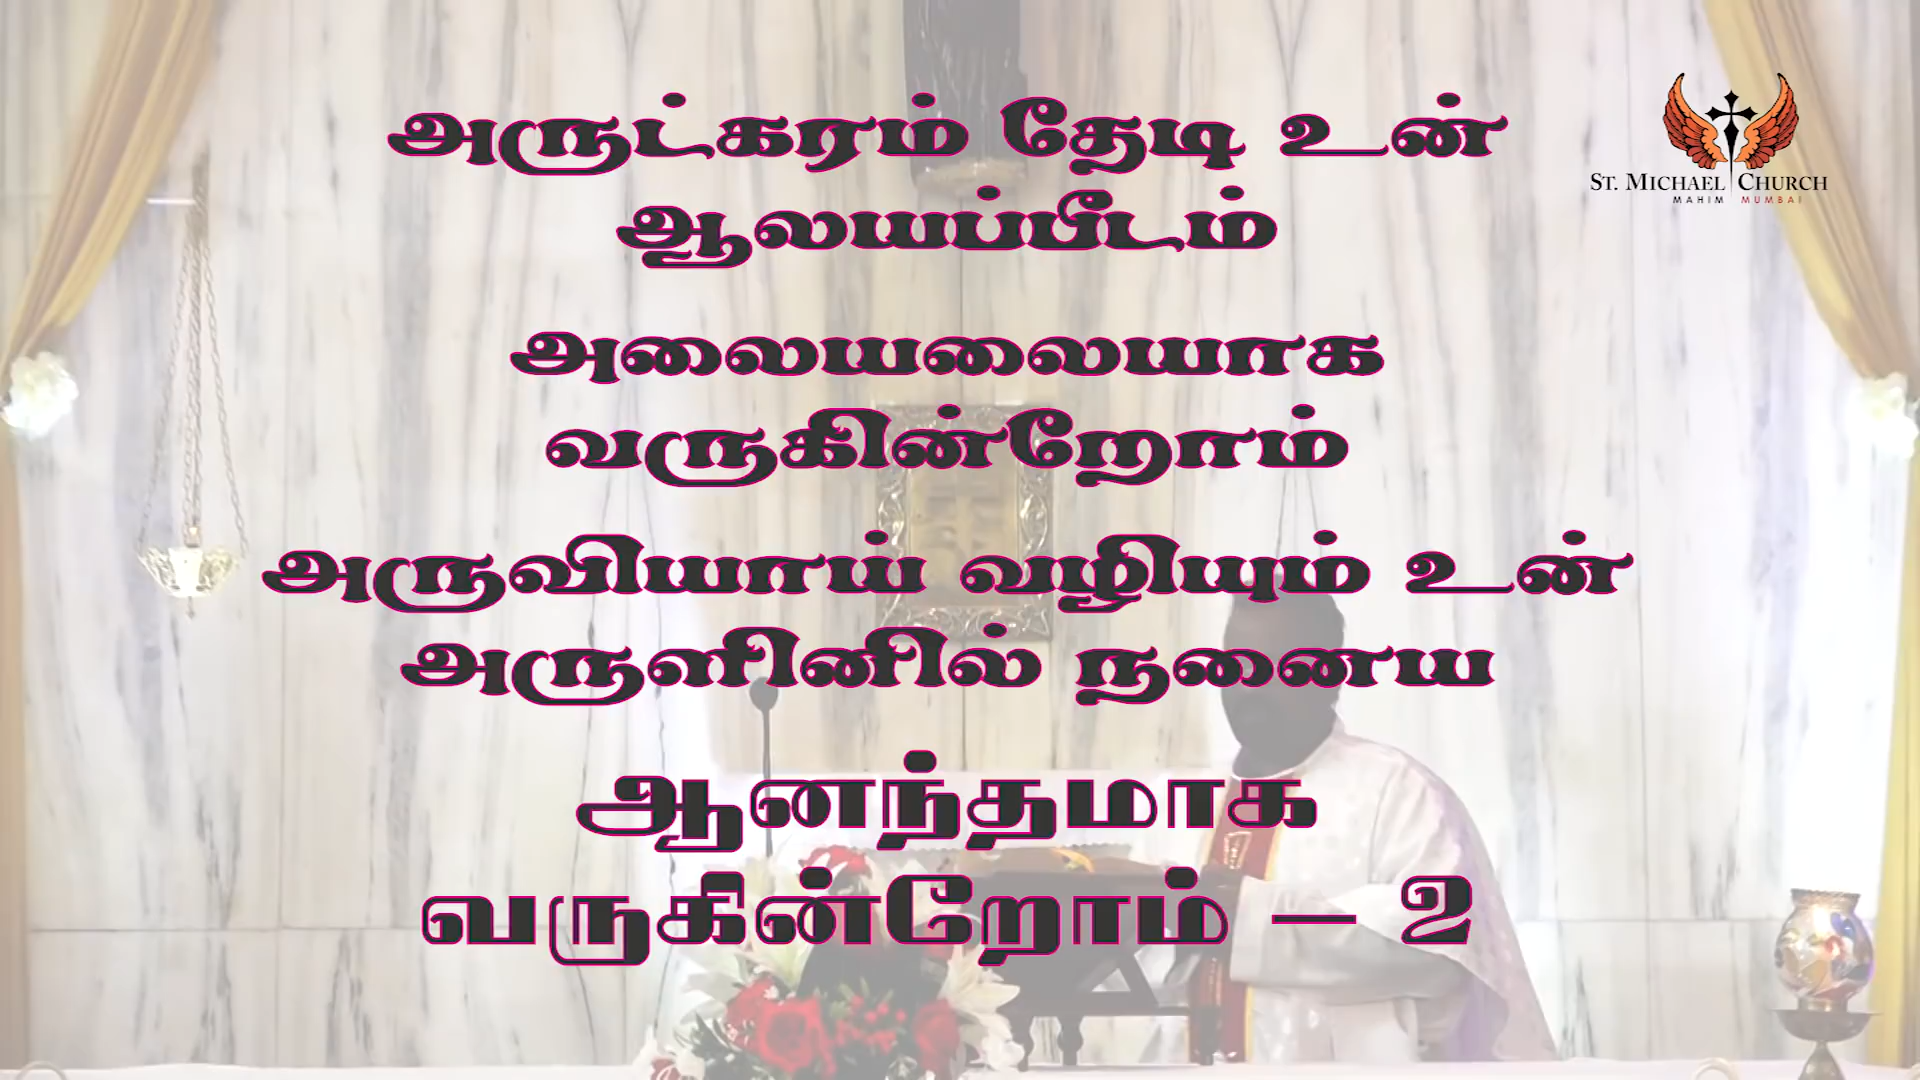 அருட்கரம் தேடி உன்
ஆலயப்பீடம்
அலையலையாக
வருகின்றோம்
அருவியாய் வழியும் உன்
அருளினில் நனைய
ஆனந்தமாக
வருகின்றோம் – 2
ST. MICHAEL CHURCH
MAHIM MUMBAI